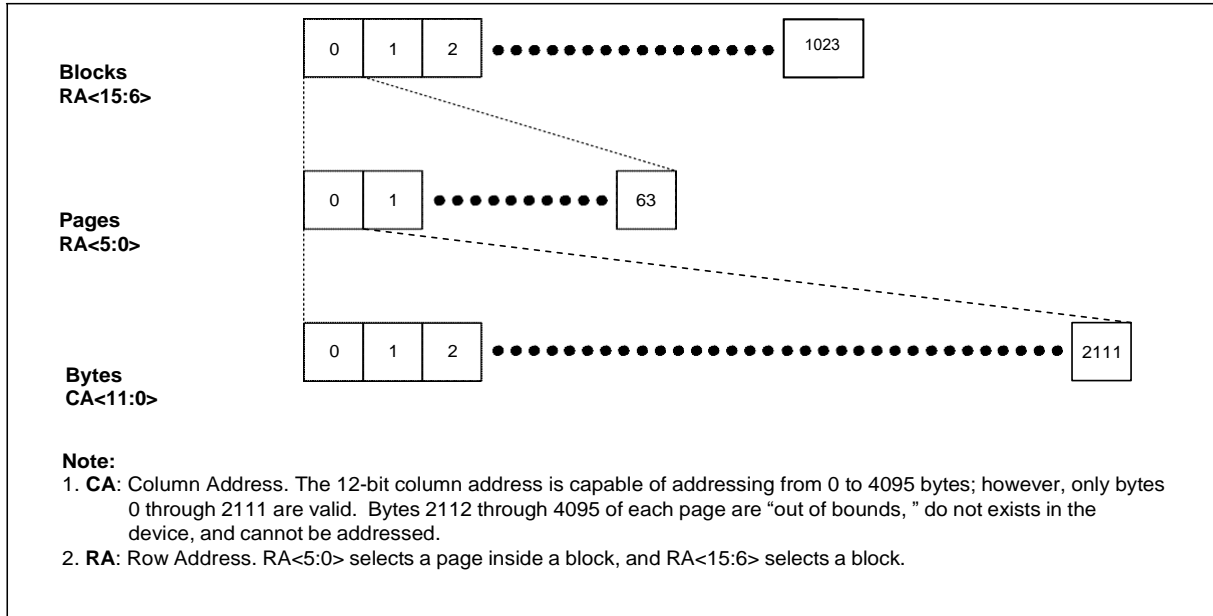 0 1 2 1023
Blocks
RA<15:6>
0 1 63
Pages
RA<5:0>
0 1 2 2111
Bytes
CA<11:0>
Note:
1. CA: Column Address. The 12-bit column address is capable of addressing from 0 to 4095 bytes; however, only bytes
0 through 2111 are valid. Bytes 2112 through 4095 of each page are “out of bounds, ” do not exists in the
device, and cannot be addressed.
2. RA: Row Address. RA<5:0> selects a page inside a block, and RA<15:6> selects a block.